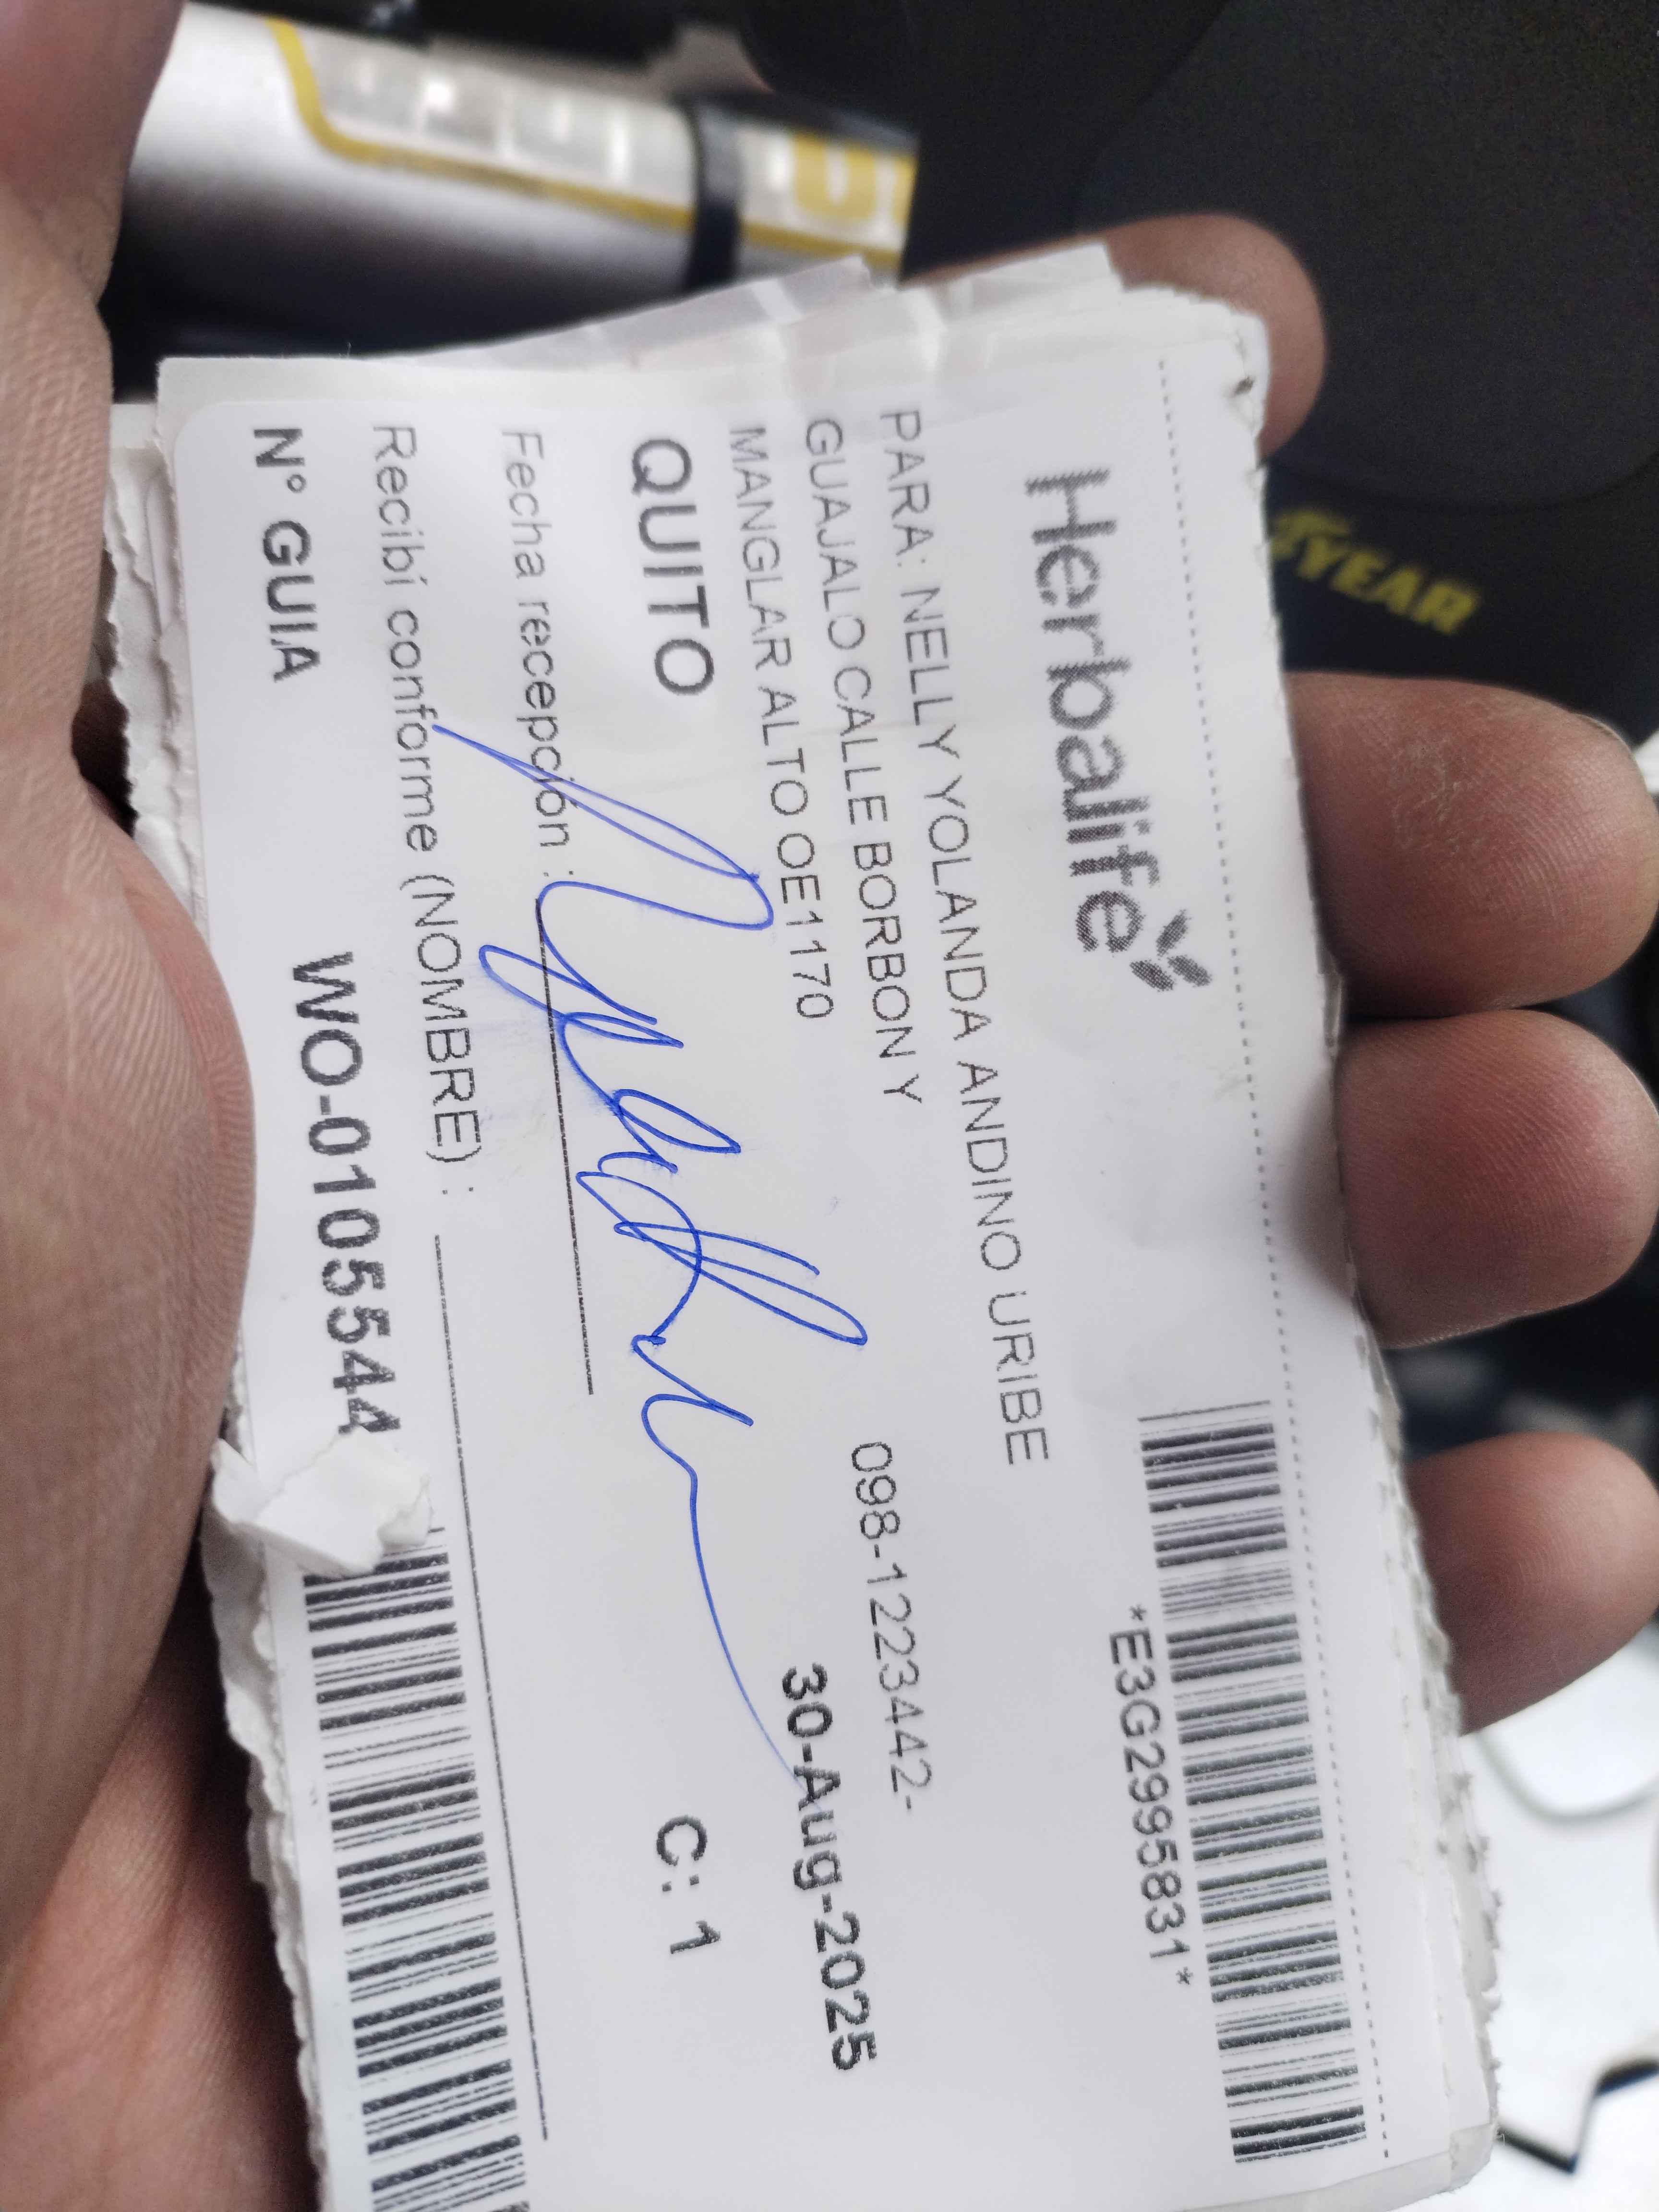 Herbalife
*E3G2995831*
PARA: NELLY YOLANDA ANDINO URIBE
GUAJALO CALLE BORBON Y
098-1223442-
MANGLAR ALTO OE1170
30-Aug-2025
QUITO
C: 1
Fecha recepción :
Recibí conforme (NOMBRE) :
N° GUIA
WO-0105544
YEAR